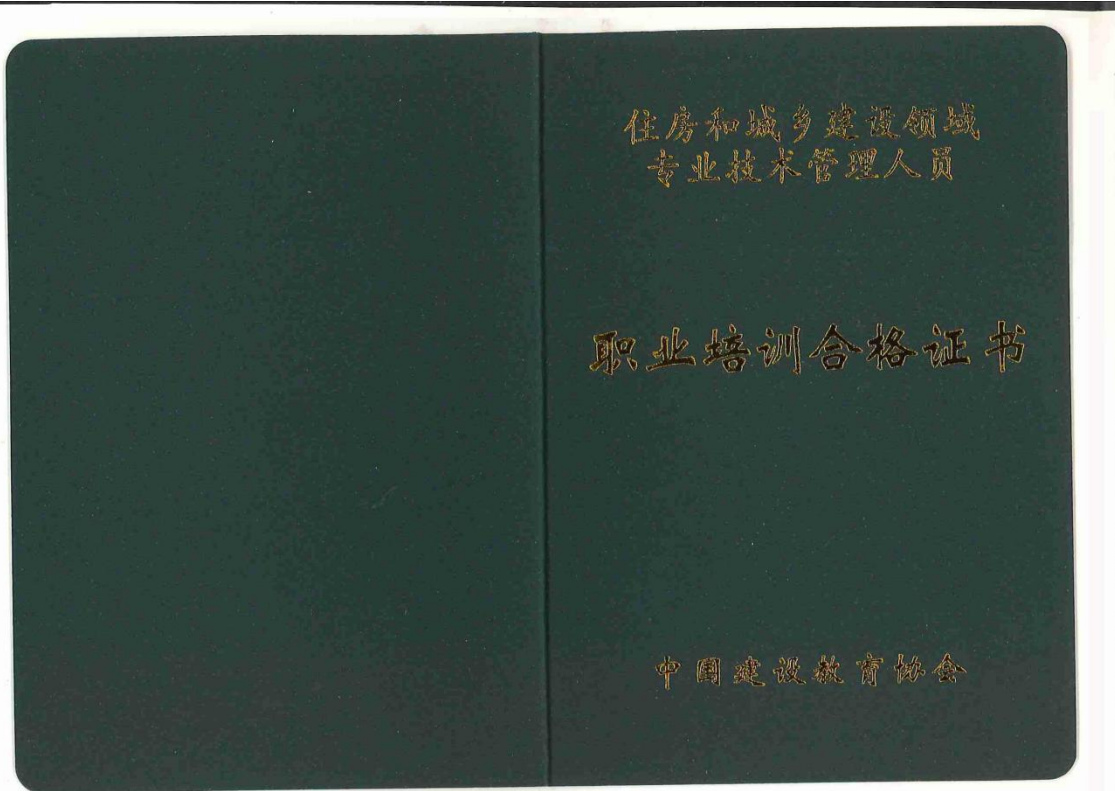 住房和城乡建设领域
专业技术管理人员
职业培训合格证书
中国建设教育协会